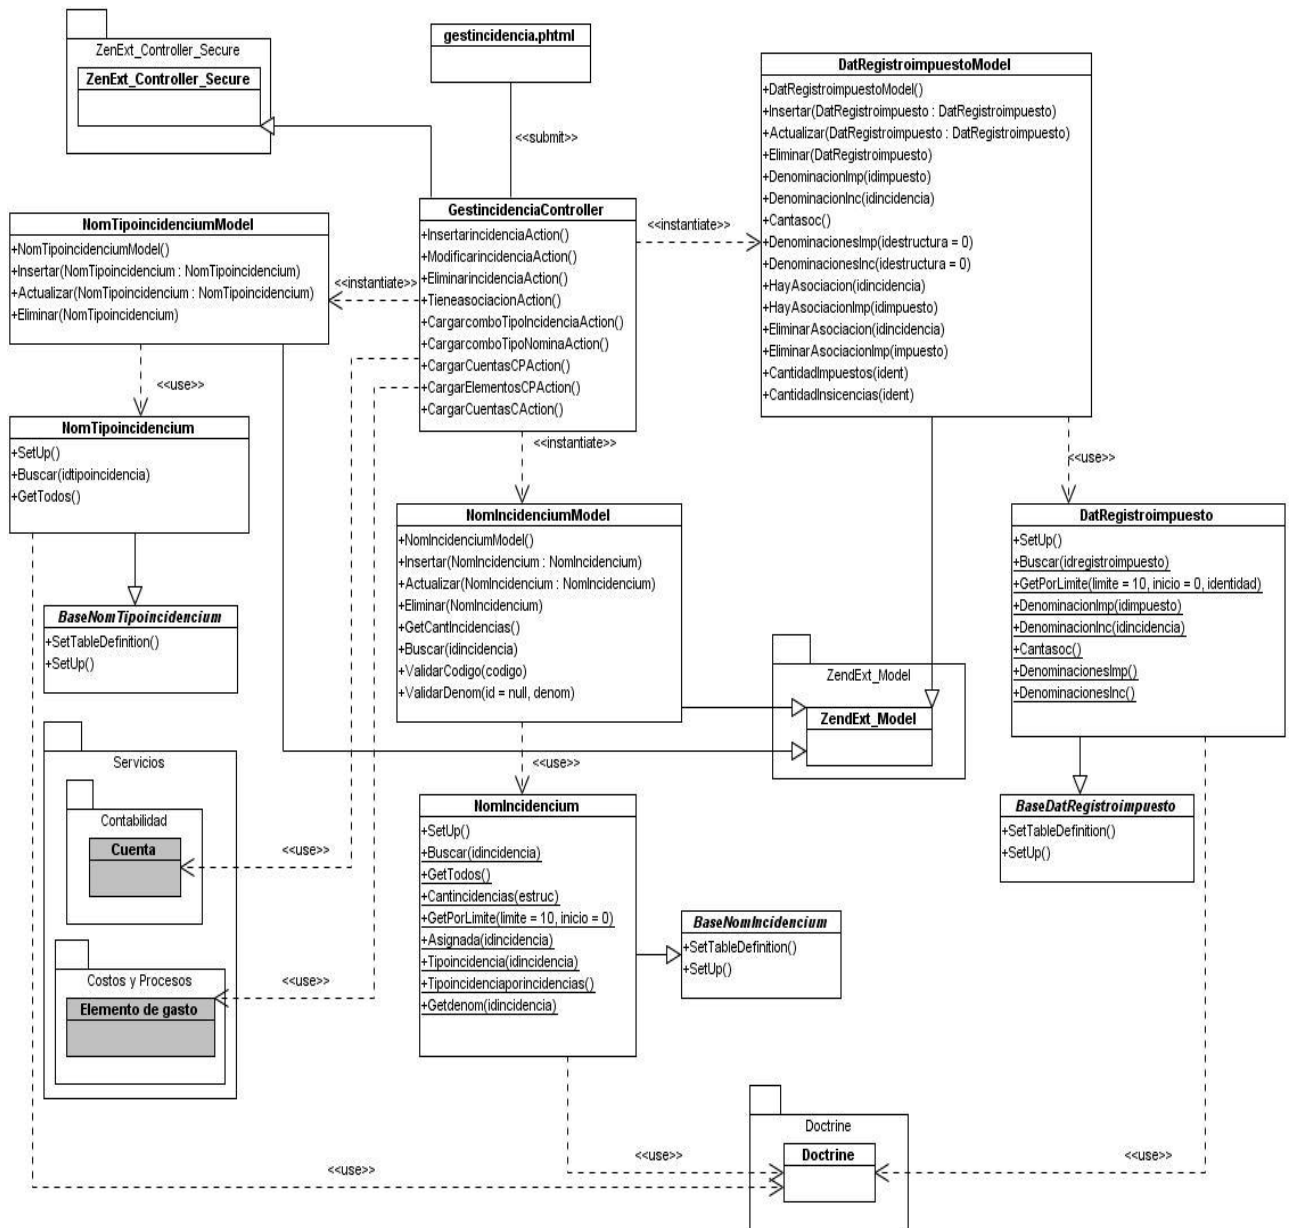 ZenExt_Controller_Secure
ZenExt_Controller_Secure
gestincidencia.phtml
<<submit>>
DatRegistroimpuestoModel
+DatRegistroimpuestoModel()
+Insertar(DatRegistroimpuesto : DatRegistroimpuesto)
+Actualizar(DatRegistroimpuesto : DatRegistroimpuesto)
+Eliminar(DatRegistroimpuesto)
+DenominacionImp(idimpuesto)
+DenominacionInc(idincidencia)
+Cantasoc()
+DenominacionesImp(idestructura = 0)
+DenominacionesInc(idestructura = 0)
+HayAsociacion(idincidencia)
+HayAsociacionImp(idimpuesto)
+EliminarAsociacion(idincidencia)
+EliminarAsociacionImp(impuesto)
+CantidadImpuestos(ident)
+CantidadInsicencias(ident)
NomTipoincidenciumModel
+NomTipoincidenciumModel()
+Insertar(NomTipoincidencium : NomTipoincidencium)
+Actualizar(NomTipoincidencium : NomTipoincidencium)
+Eliminar(NomTipoincidencium)
<<instantiate>>
GestincidenciaController
+InsertarincidenciaAction()
+ModificarincidenciaAction()
+EliminarincidenciaAction()
+TieneasociacionAction()
+CargarcomboTipoIncidenciaAction()
+CargarcomboTipoNominaAction()
+CargarCuentasCPAction()
+CargarElementosCPAction()
+CargarCuentasCAction()
<<instantiate>>
<<instantiate>>
<<use>>
NomTipoincidencium
+SetUp()
+Buscar(idtipoincidencia)
+GetTodos()
<<use>>
NomIncidenciumModel
+NomIncidenciumModel()
+Insertar(NomIncidencium : NomIncidencium)
+Actualizar(NomIncidencium : NomIncidencium)
+Eliminar(NomIncidencium)
+GetCantIncidencias()
+Buscar(idincidencia)
+ValidarCodigo(codigo)
+ValidarDenom(id = null, denom)
DatRegistroimpuesto
+SetUp()
+Buscar(idregistroimpuesto)
+GetPorLimite(limite = 10, inicio = 0, identidad)
+DenominacionImp(idimpuesto)
+DenominacionInc(idincidencia)
+Cantasoc()
+DenominacionesImp()
+DenominacionesInc()
BaseNomTipoincidencium
+SetTableDefinition()
+SetUp()
ZendExt_Model
ZendExt_Model
<<use>>
Servicios
Contabilidad
Cuenta
<<use>>
Costos y Procesos
Elemento de gasto
<<use>>
NomIncidencium
+SetUp()
+Buscar(idincidencia)
+GetTodos()
+Cantincidencias(estruc)
+GetPorLimite(limite = 10, inicio = 0)
+Asignada(idincidencia)
+Tipoincidencia(idincidencia)
+Tipoincidenciaporincidencias()
+Getdenom(idincidencia)
BaseNomIncidencium
+SetTableDefinition()
+SetUp()
BaseDatRegistroimpuesto
+SetTableDefinition()
+SetUp()
Doctrine
Doctrine
<<use>>
<<use>>
<<use>>